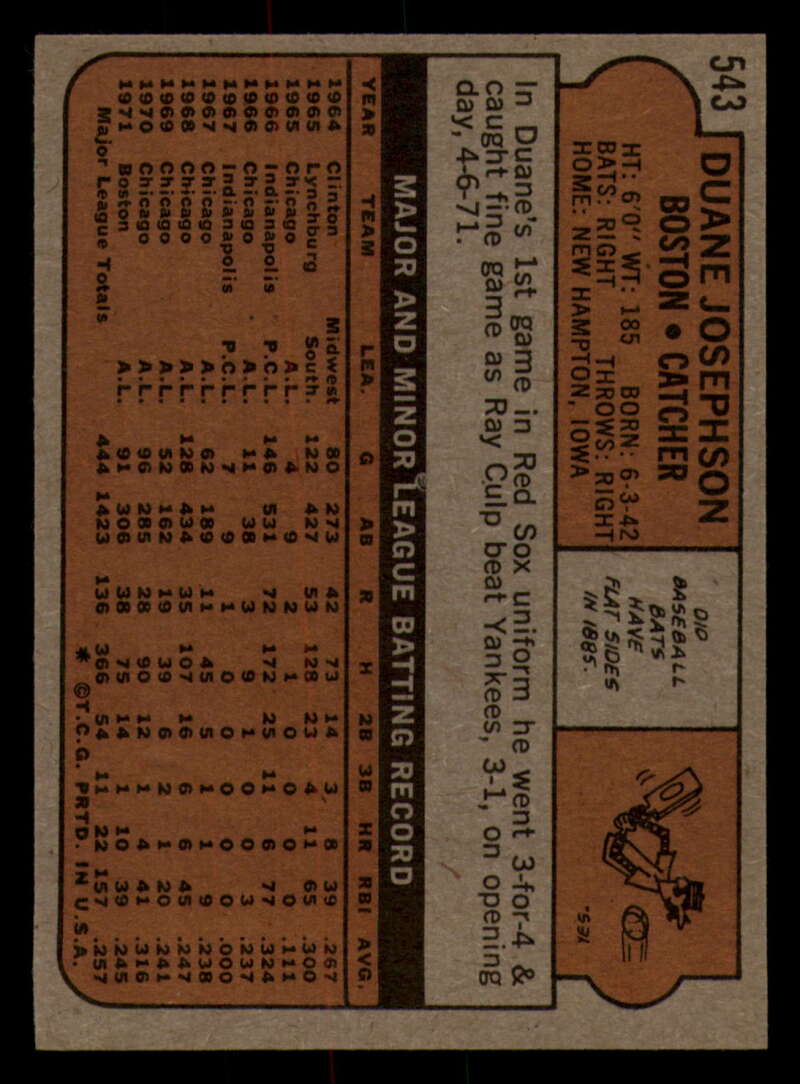 543
DUANE JOSEPHSON
BOSTON • CATCHER
HT: 6'0" WT: 185 BORN: 6-3-42
BATS: RIGHT THROWS: RIGHT
HOME: NEW HAMPTON, IOWA
DID
BASEBALL
BATS
HAVE
FLAT SIDES
IN 1885.
YES.
In Duane's 1st game in Red Sox uniform he went 3-for-4 &
caught fine game as Ray Culp beat Yankees, 3-1, on opening
day, 4-6-71.
MAJOR AND MINOR LEAGUE BATTING RECORD
YEAR TEAM LEA. G AB R H 2B 3B HR RBI AVG.
1964 Clinton Midwest 80 273 42 73 14 3 8 39 .267
1965 Lynchburg South. 122 427 53 128 23 4 11 65 .300
1965 Chicago A.L. 4 9 2 1 0 0 0 0 .111
1966 Indianapolis P.C.L. 146 531 72 172 25 11 6 77 .324
1966 Chicago A.L. 11 38 3 9 1 0 0 3 .237
1967 Indianapolis P.C.L. 7 9 1 0 0 0 0 0 .000
1967 Chicago A.L. 62 189 11 45 5 1 1 9 .238
1968 Chicago A.L. 128 434 35 107 16 6 6 45 .247
1969 Chicago A.L. 52 162 19 39 6 2 1 20 .241
1970 Chicago A.L. 96 285 28 90 12 1 4 41 .316
1971 Boston A.L. 91 306 38 75 14 1 10 39 .245
Major League Totals 444 1423 136 366 54 11 22 157 .257
* ©T.C.G. PRTD. IN U.S.A.